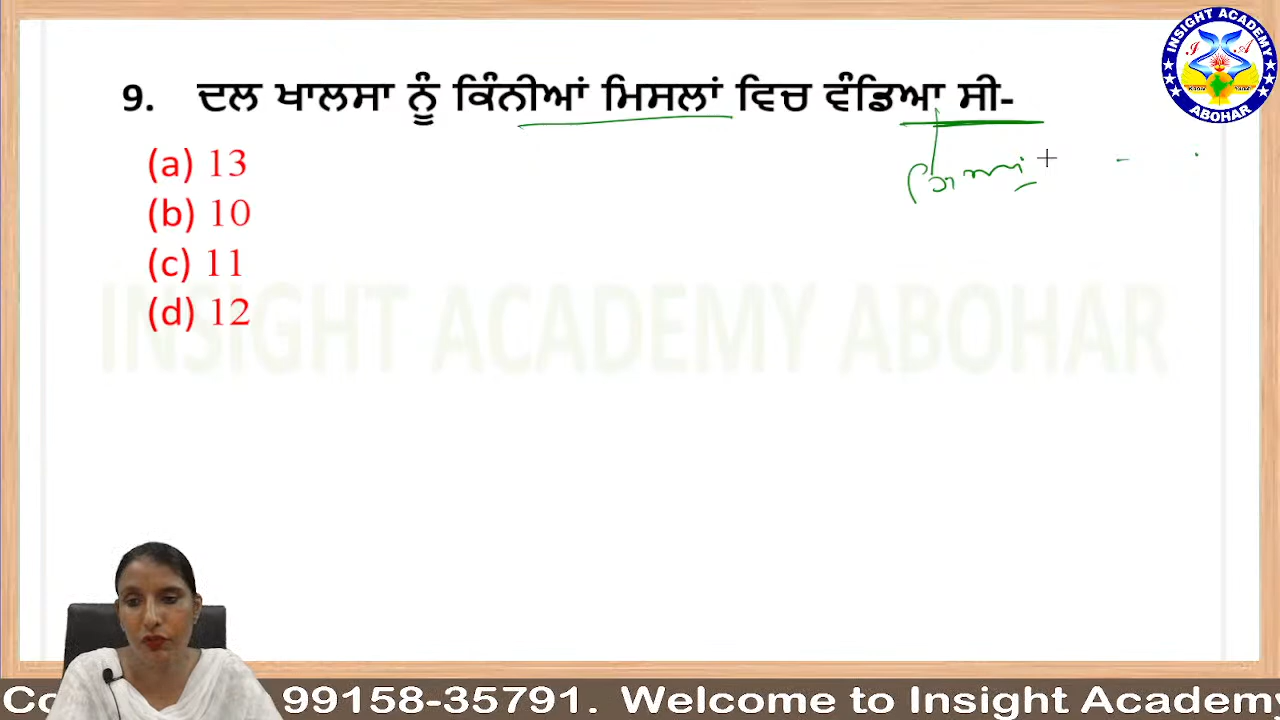 INSIGHT ACADEMY
ABOHAR
9. ਦਲ ਖਾਲਸਾ ਨੂੰ ਕਿੰਨੀਆਂ ਮਿਸਲਾਂ ਵਿਚ ਵੰਡਿਆ ਸੀ-
(a) 13
(b) 10
(c) 11
(d) 12
INSIGHT ACADEMY ABOHAR
99158-35791. Welcome to Insight Academy